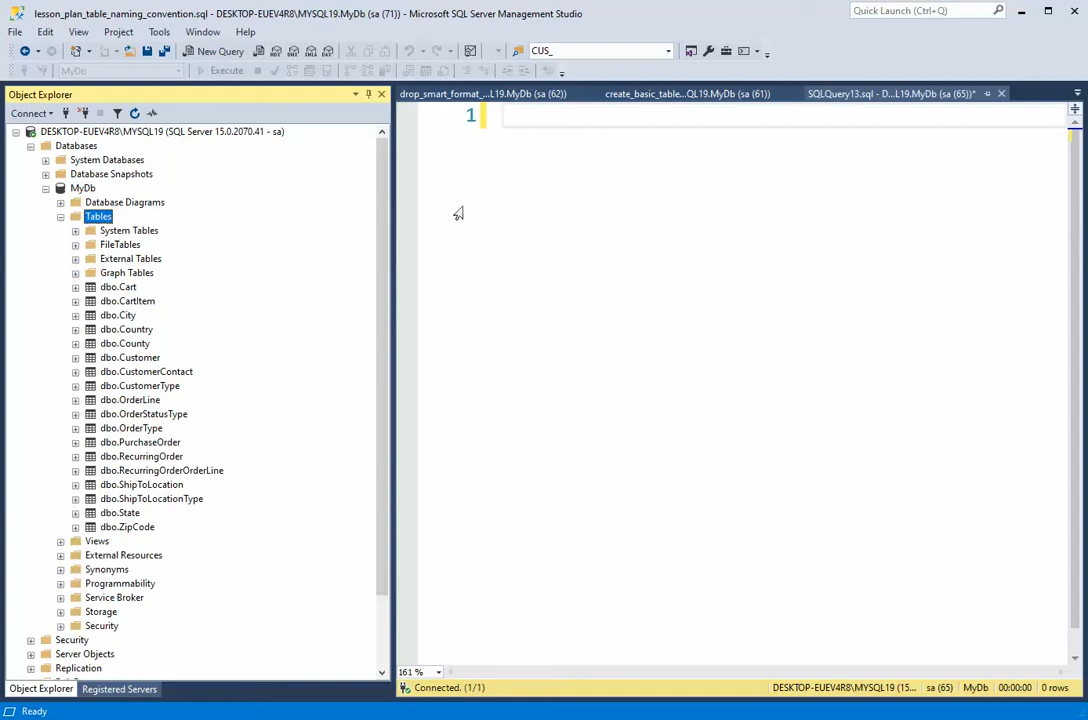 lesson_plan_table_naming_convention.sql - DESKTOP-EUEV4R8\MYSQL19.MyDb (sa (71)) - Microsoft SQL Server Management Studio
Quick Launch (Ctrl+Q)
File Edit View Project Tools Window Help
New Query
CUS_
MyDb
Execute
Object Explorer
drop_smart_format_...L19.MyDb (sa (62))
create_basic_table...QL19.MyDb (sa (61))
SQLQuery13.sql - D...L19.MyDb (sa (65))*
Connect
1
DESKTOP-EUEV4R8\MYSQL19 (SQL Server 15.0.2070.41 - sa)
Databases
System Databases
Database Snapshots
MyDb
Database Diagrams
Tables
System Tables
FileTables
External Tables
Graph Tables
dbo.Cart
dbo.CartItem
dbo.City
dbo.Country
dbo.County
dbo.Customer
dbo.CustomerContact
dbo.CustomerType
dbo.OrderLine
dbo.OrderStatusType
dbo.OrderType
dbo.PurchaseOrder
dbo.RecurringOrder
dbo.RecurringOrderOrderLine
dbo.ShipToLocation
dbo.ShipToLocationType
dbo.State
dbo.ZipCode
Views
External Resources
Synonyms
Programmability
Service Broker
Storage
Security
Security
Server Objects
Replication
161 %
Object Explorer Registered Servers
Connected. (1/1)
DESKTOP-EUEV4R8\MYSQL19 (15... sa (65) MyDb 00:00:00 0 rows
Ready